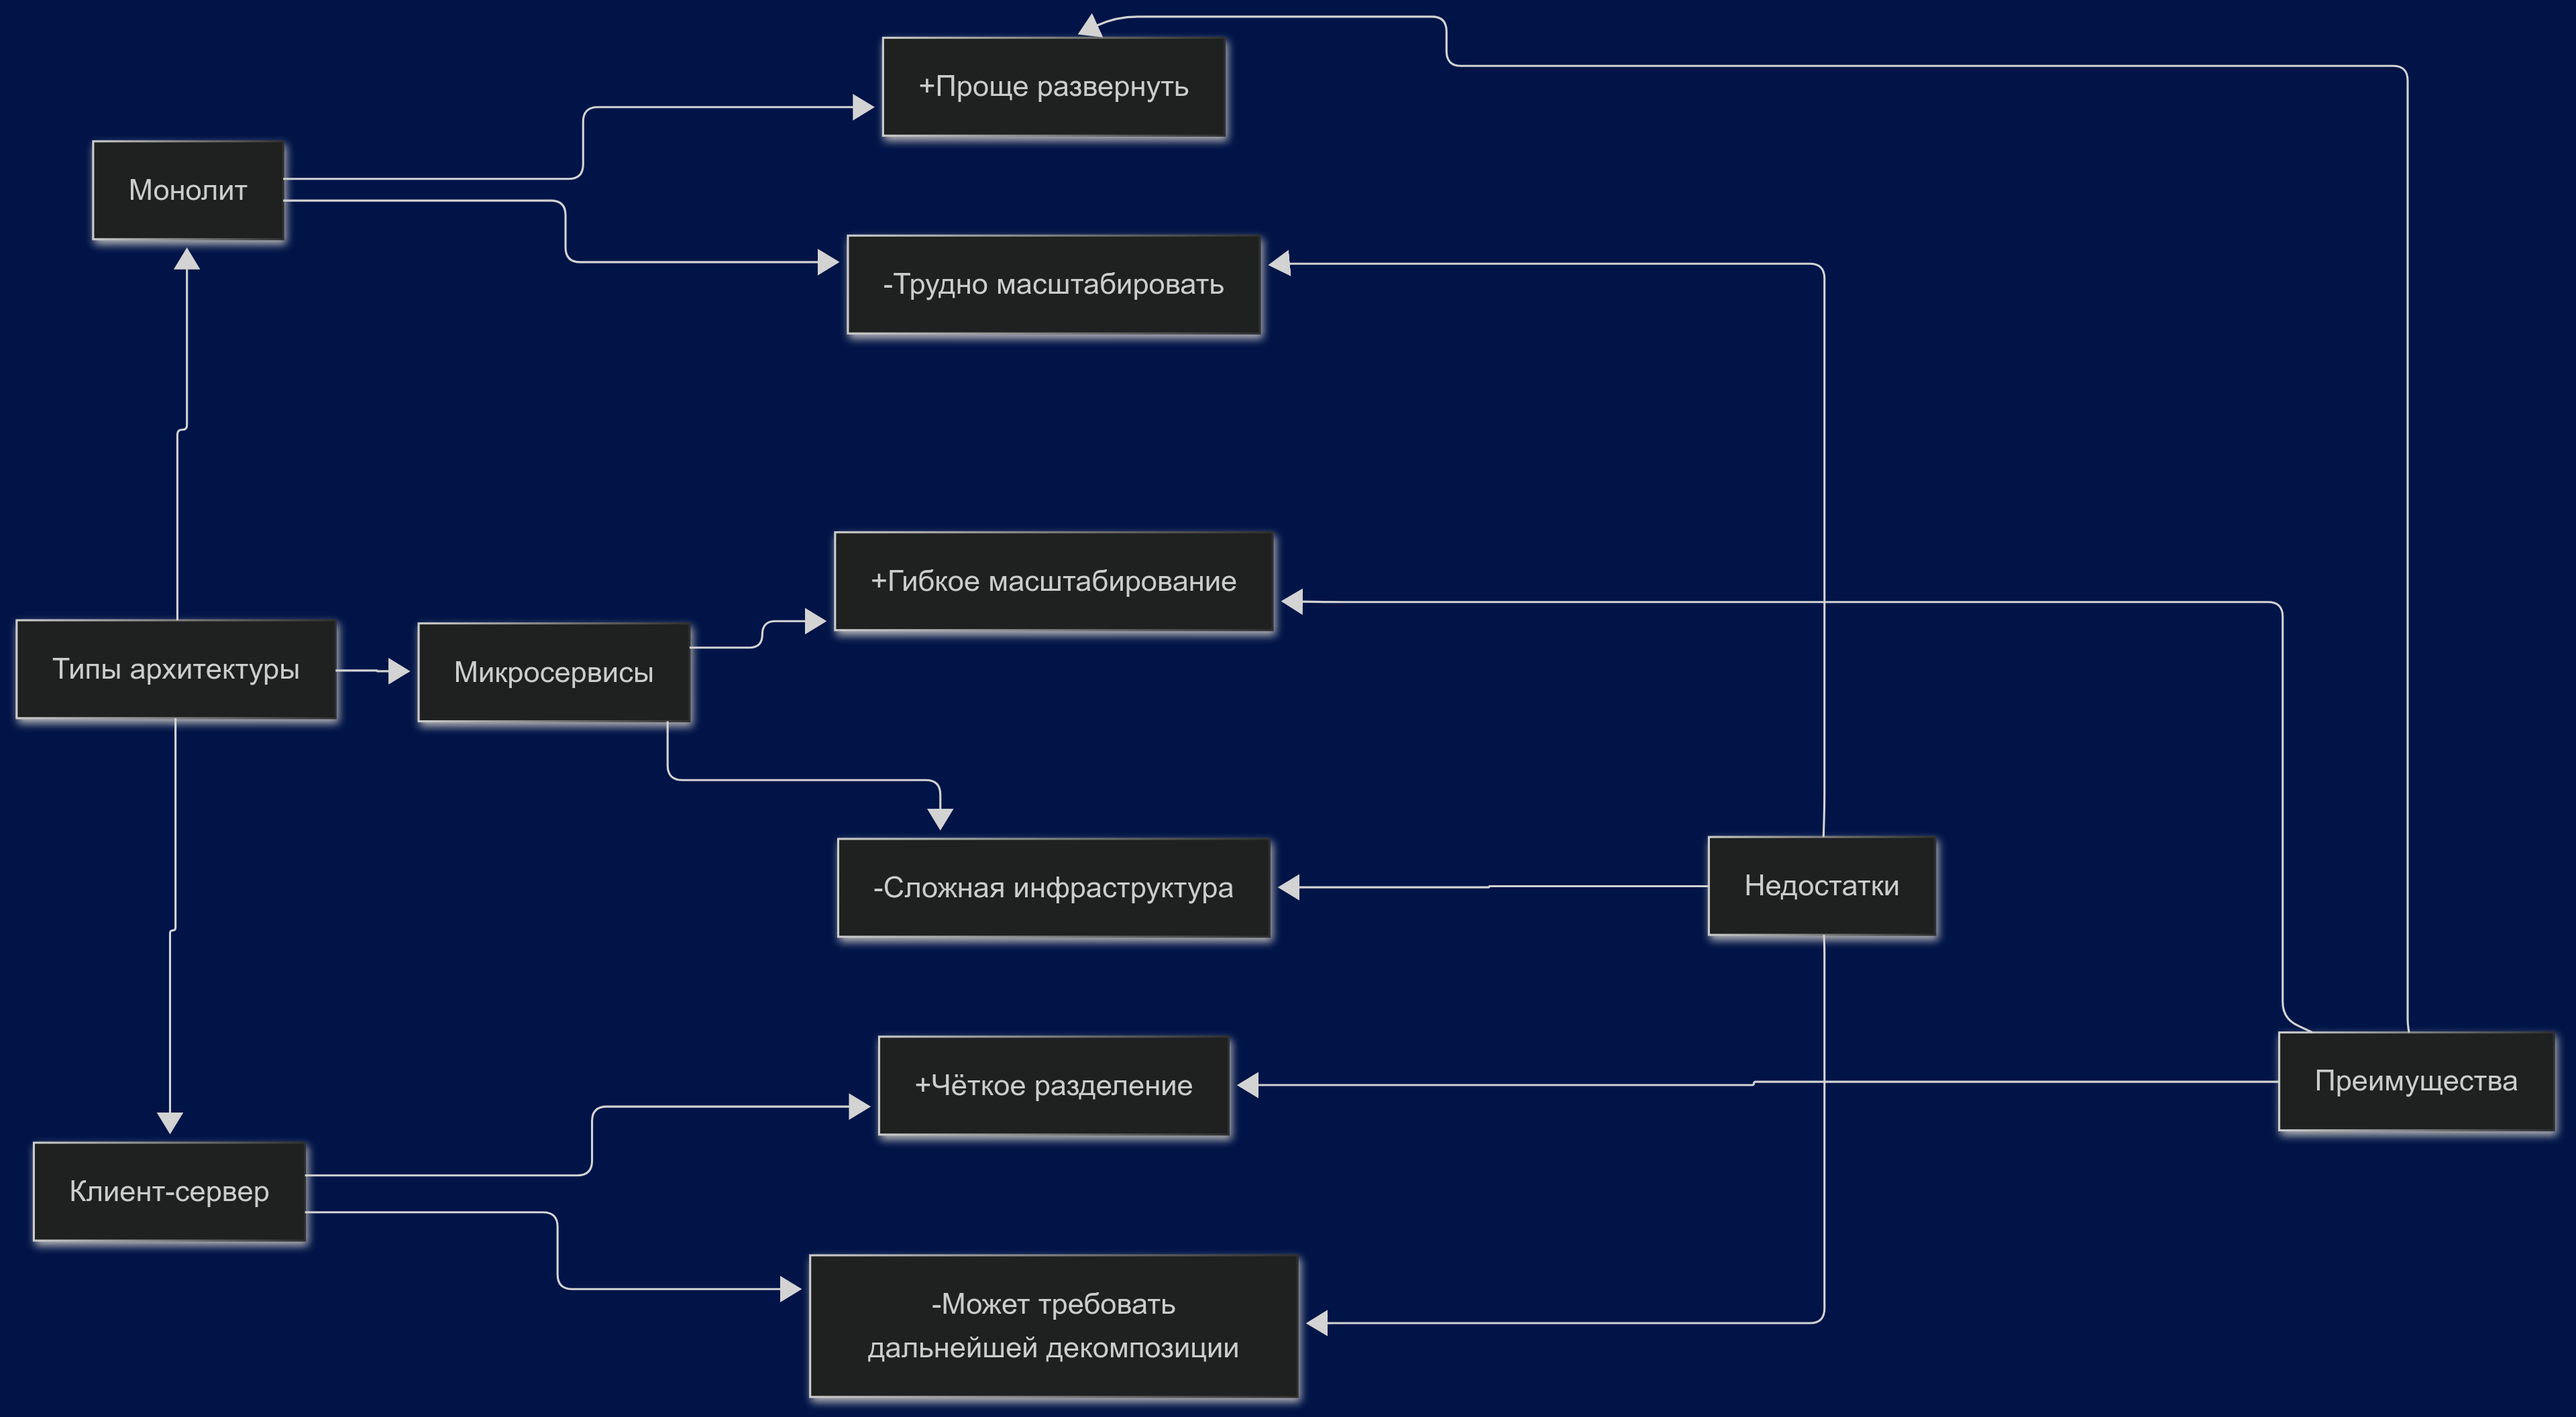 +Проще развернуть
Монолит
-Трудно масштабировать
+Гибкое масштабирование
Типы архитектуры
Микросервисы
-Сложная инфраструктура
Недостатки
+Чёткое разделение
Преимущества
Клиент-сервер
-Может требовать
дальнейшей декомпозиции